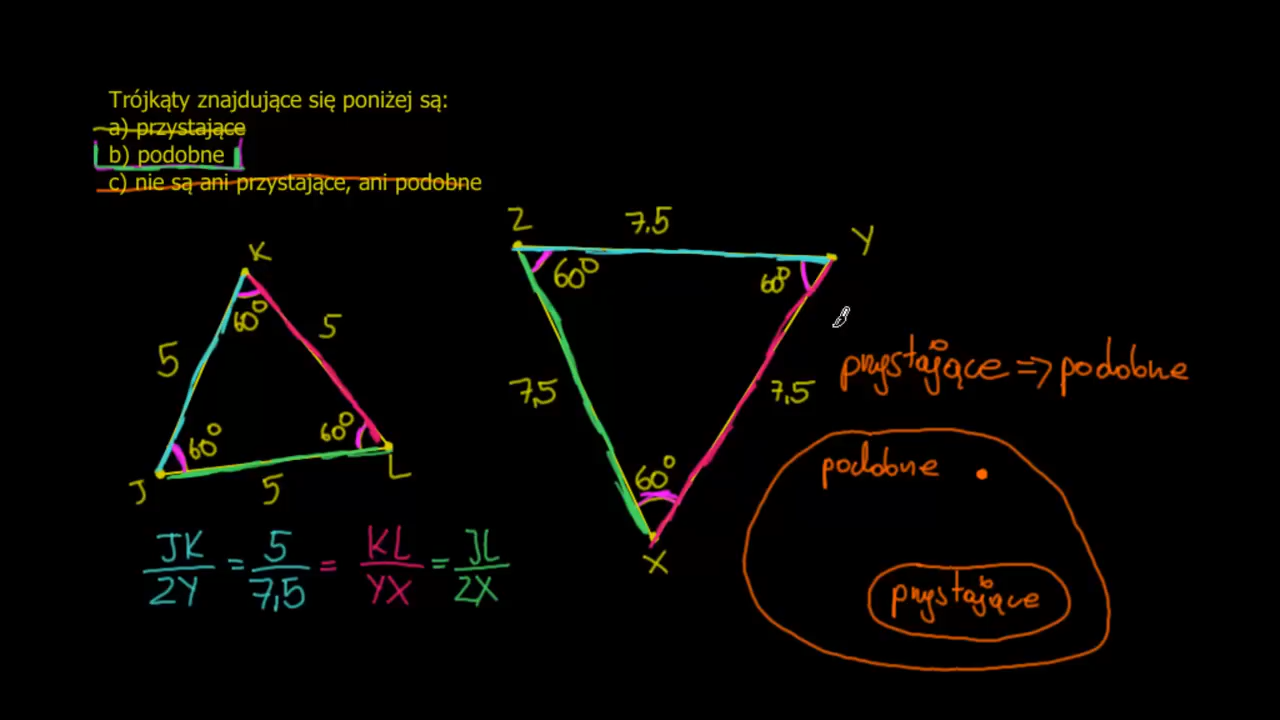 Trójkąty znajdujące się poniżej są:
a) przystające
b) podobne
c) nie są ani przystające, ani podobne
K
60°
5
5
60°
60°
J
5
L
Z
7,5
Y
60°
60°
7,5
7,5
60°
X
JK/ZY = 5/7,5 = KL/YX = JL/ZX
przystające => podobne
podobne
przystające